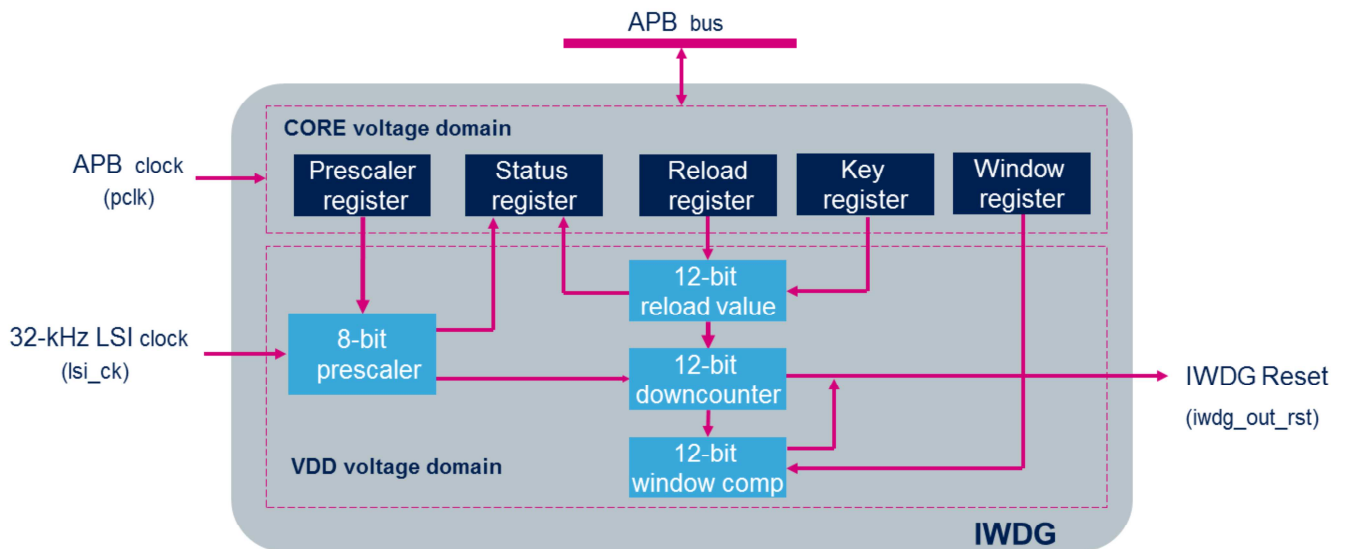 APB bus
CORE voltage domain
APB clock
(pclk)
Prescaler
register
Status
register
Reload
register
Key
register
Window
register
12-bit
reload value
32-kHz LSI clock
(lsi_ck)
8-bit
prescaler
12-bit
downcounter
IWDG Reset
(iwdg_out_rst)
12-bit
window comp
VDD voltage domain
IWDG